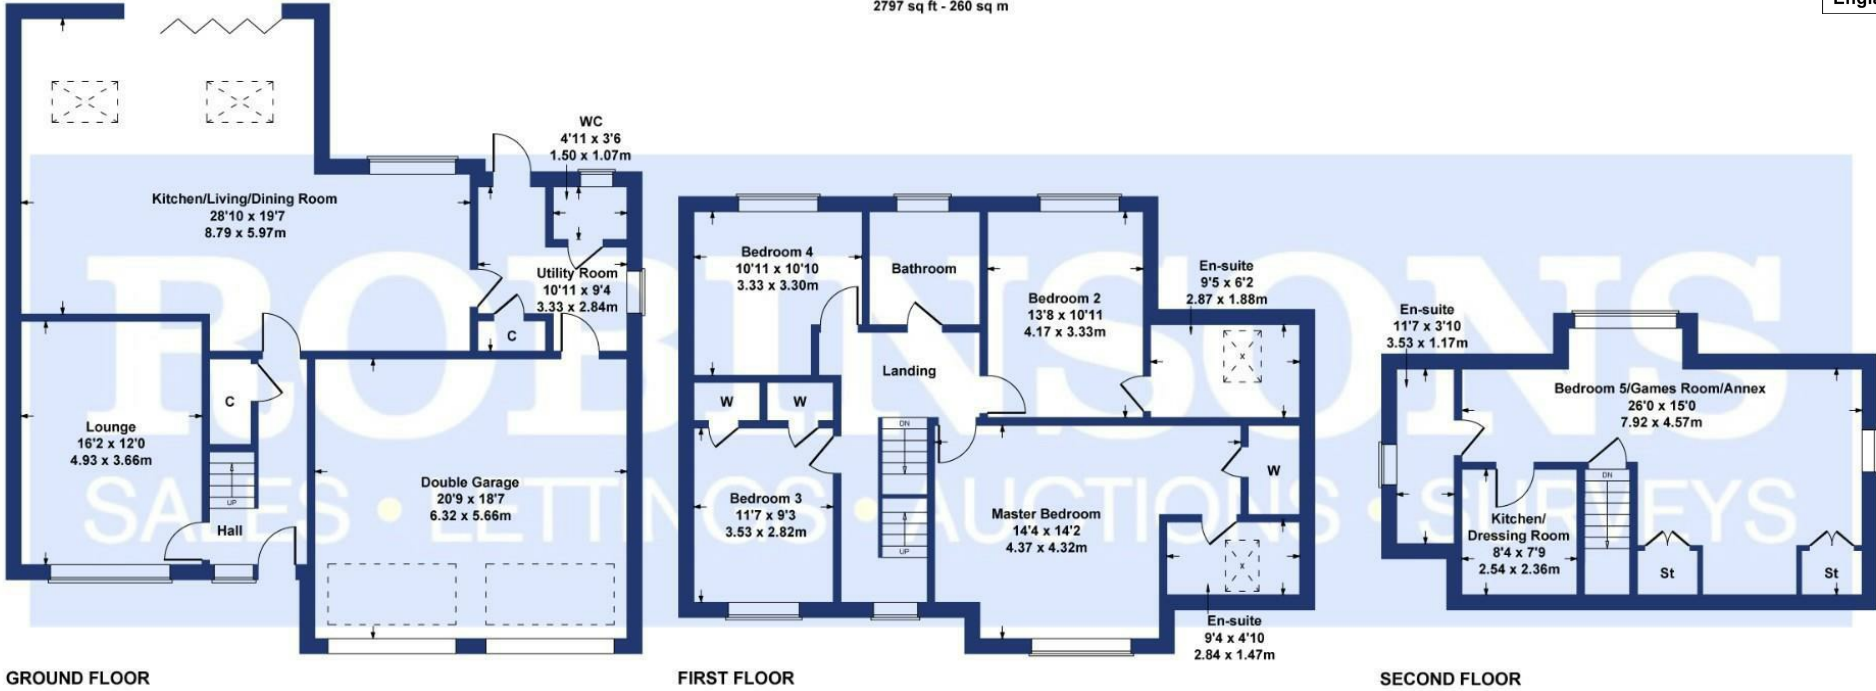 2797 sq ft - 260 sq m
Engla
WC
4'11 x 3'6
1.50 x 1.07m
Kitchen/Living/Dining Room
28'10 x 19'7
8.79 x 5.97m
Utility Room
10'11 x 9'4
3.33 x 2.84m
C
C
Lounge
16'2 x 12'0
4.93 x 3.66m
UP
Hall
Double Garage
20'9 x 18'7
6.32 x 5.66m
GROUND FLOOR
Bedroom 4
10'11 x 10'10
3.33 x 3.30m
Bathroom
Bedroom 2
13'8 x 10'11
4.17 x 3.33m
En-suite
9'5 x 6'2
2.87 x 1.88m
x
Landing
W
W
DN
UP
W
Bedroom 3
11'7 x 9'3
3.53 x 2.82m
Master Bedroom
14'4 x 14'2
4.37 x 4.32m
x
En-suite
9'4 x 4'10
2.84 x 1.47m
FIRST FLOOR
En-suite
11'7 x 3'10
3.53 x 1.17m
Bedroom 5/Games Room/Annex
26'0 x 15'0
7.92 x 4.57m
DN
Kitchen/
Dressing Room
8'4 x 7'9
2.54 x 2.36m
St
St
SECOND FLOOR
ROBINSONS
SALES • LETTINGS • AUCTIONS • SURVEYS